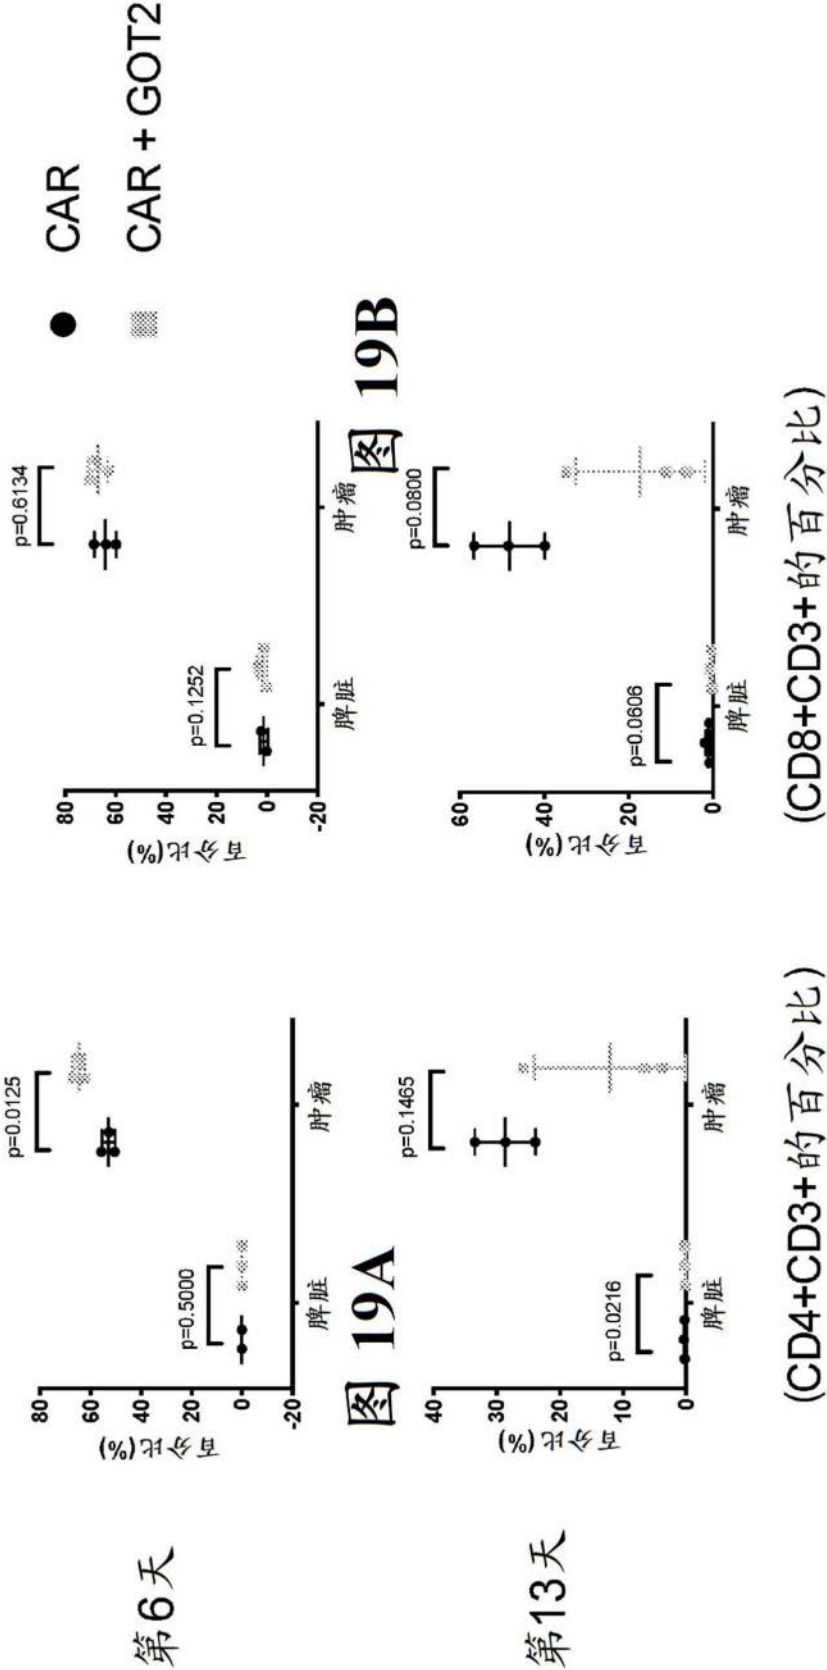 CAR
CAR + GOT2
第6天
百分比(%)
80
60
40
20
0
-20
p=0.5000
p=0.0125
脾脏
肿瘤
图 19A
百分比(%)
80
60
40
20
0
-20
p=0.1252
p=0.6134
脾脏
肿瘤
图 19B
第13天
百分比(%)
40
30
20
10
0
p=0.0216
p=0.1465
脾脏
肿瘤
(CD4+CD3+的百分比)
百分比(%)
60
40
20
0
p=0.0606
p=0.0800
脾脏
肿瘤
(CD8+CD3+的百分比)